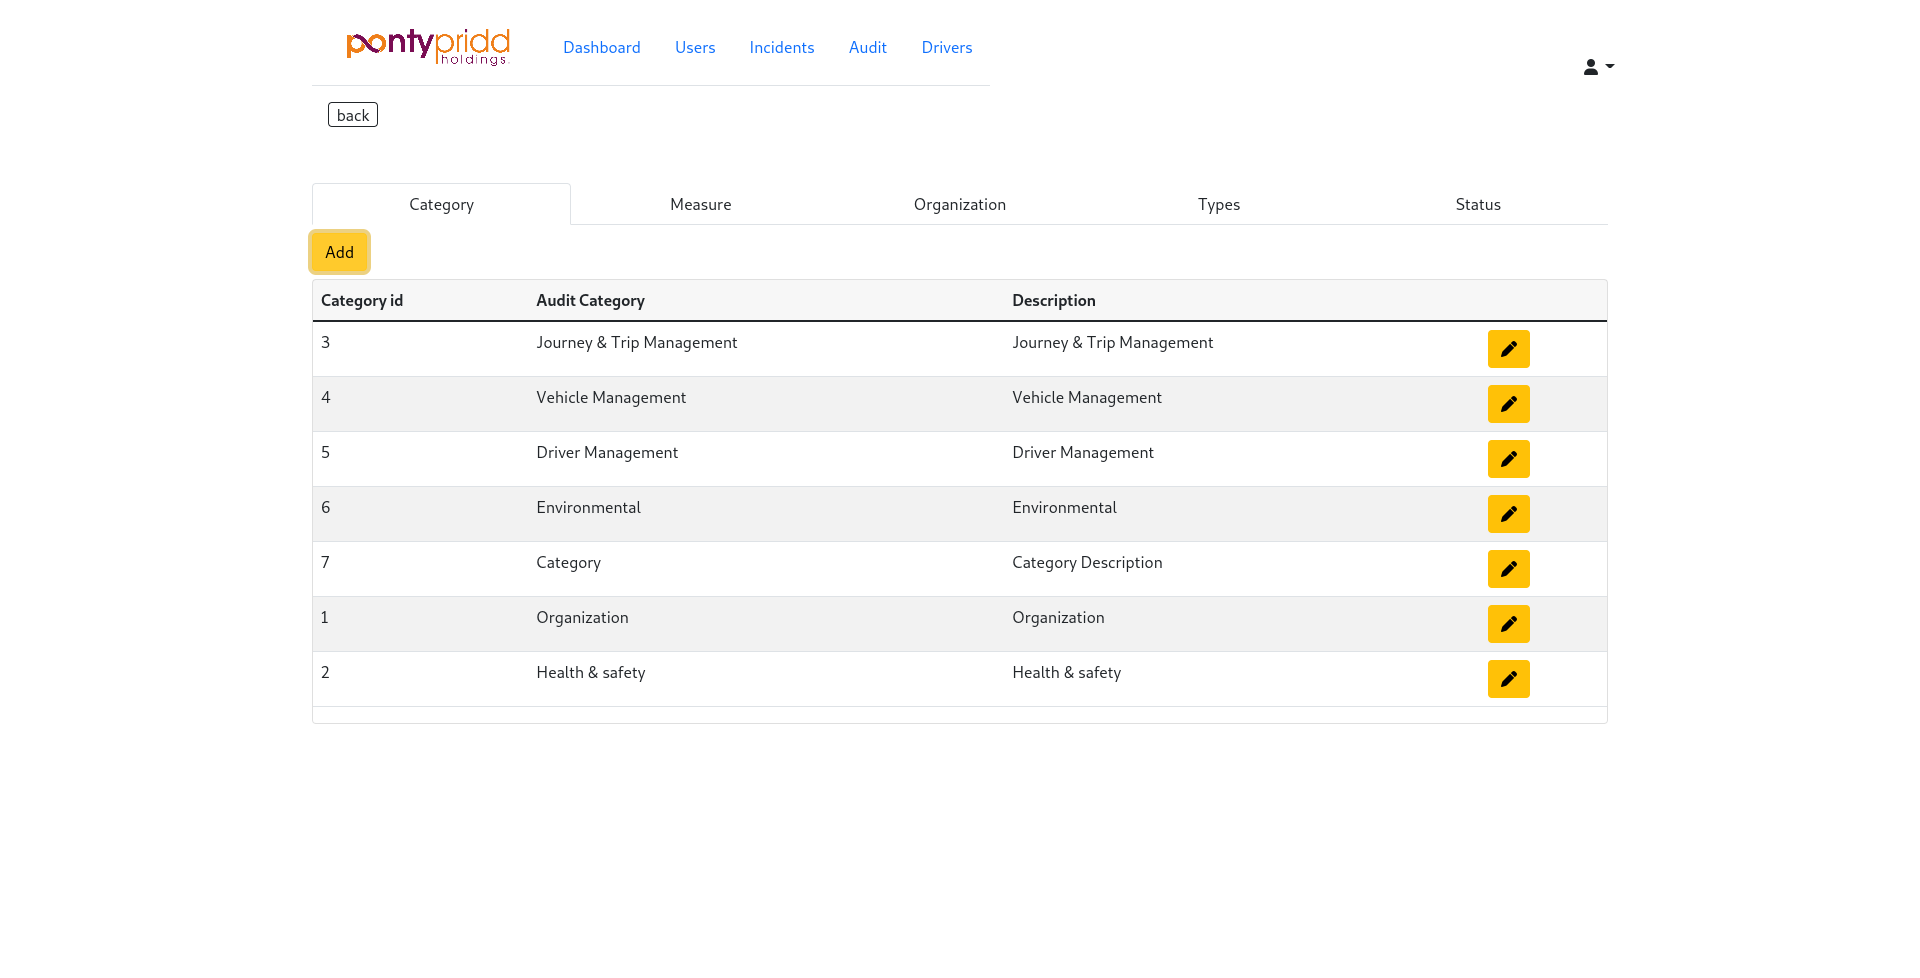 pontypridd
holdings
Dashboard Users Incidents Audit Drivers
back
Category Measure Organization Types Status
Add
Category id Audit Category Description
3 Journey & Trip Management Journey & Trip Management
4 Vehicle Management Vehicle Management
5 Driver Management Driver Management
6 Environmental Environmental
7 Category Category Description
1 Organization Organization
2 Health & safety Health & safety